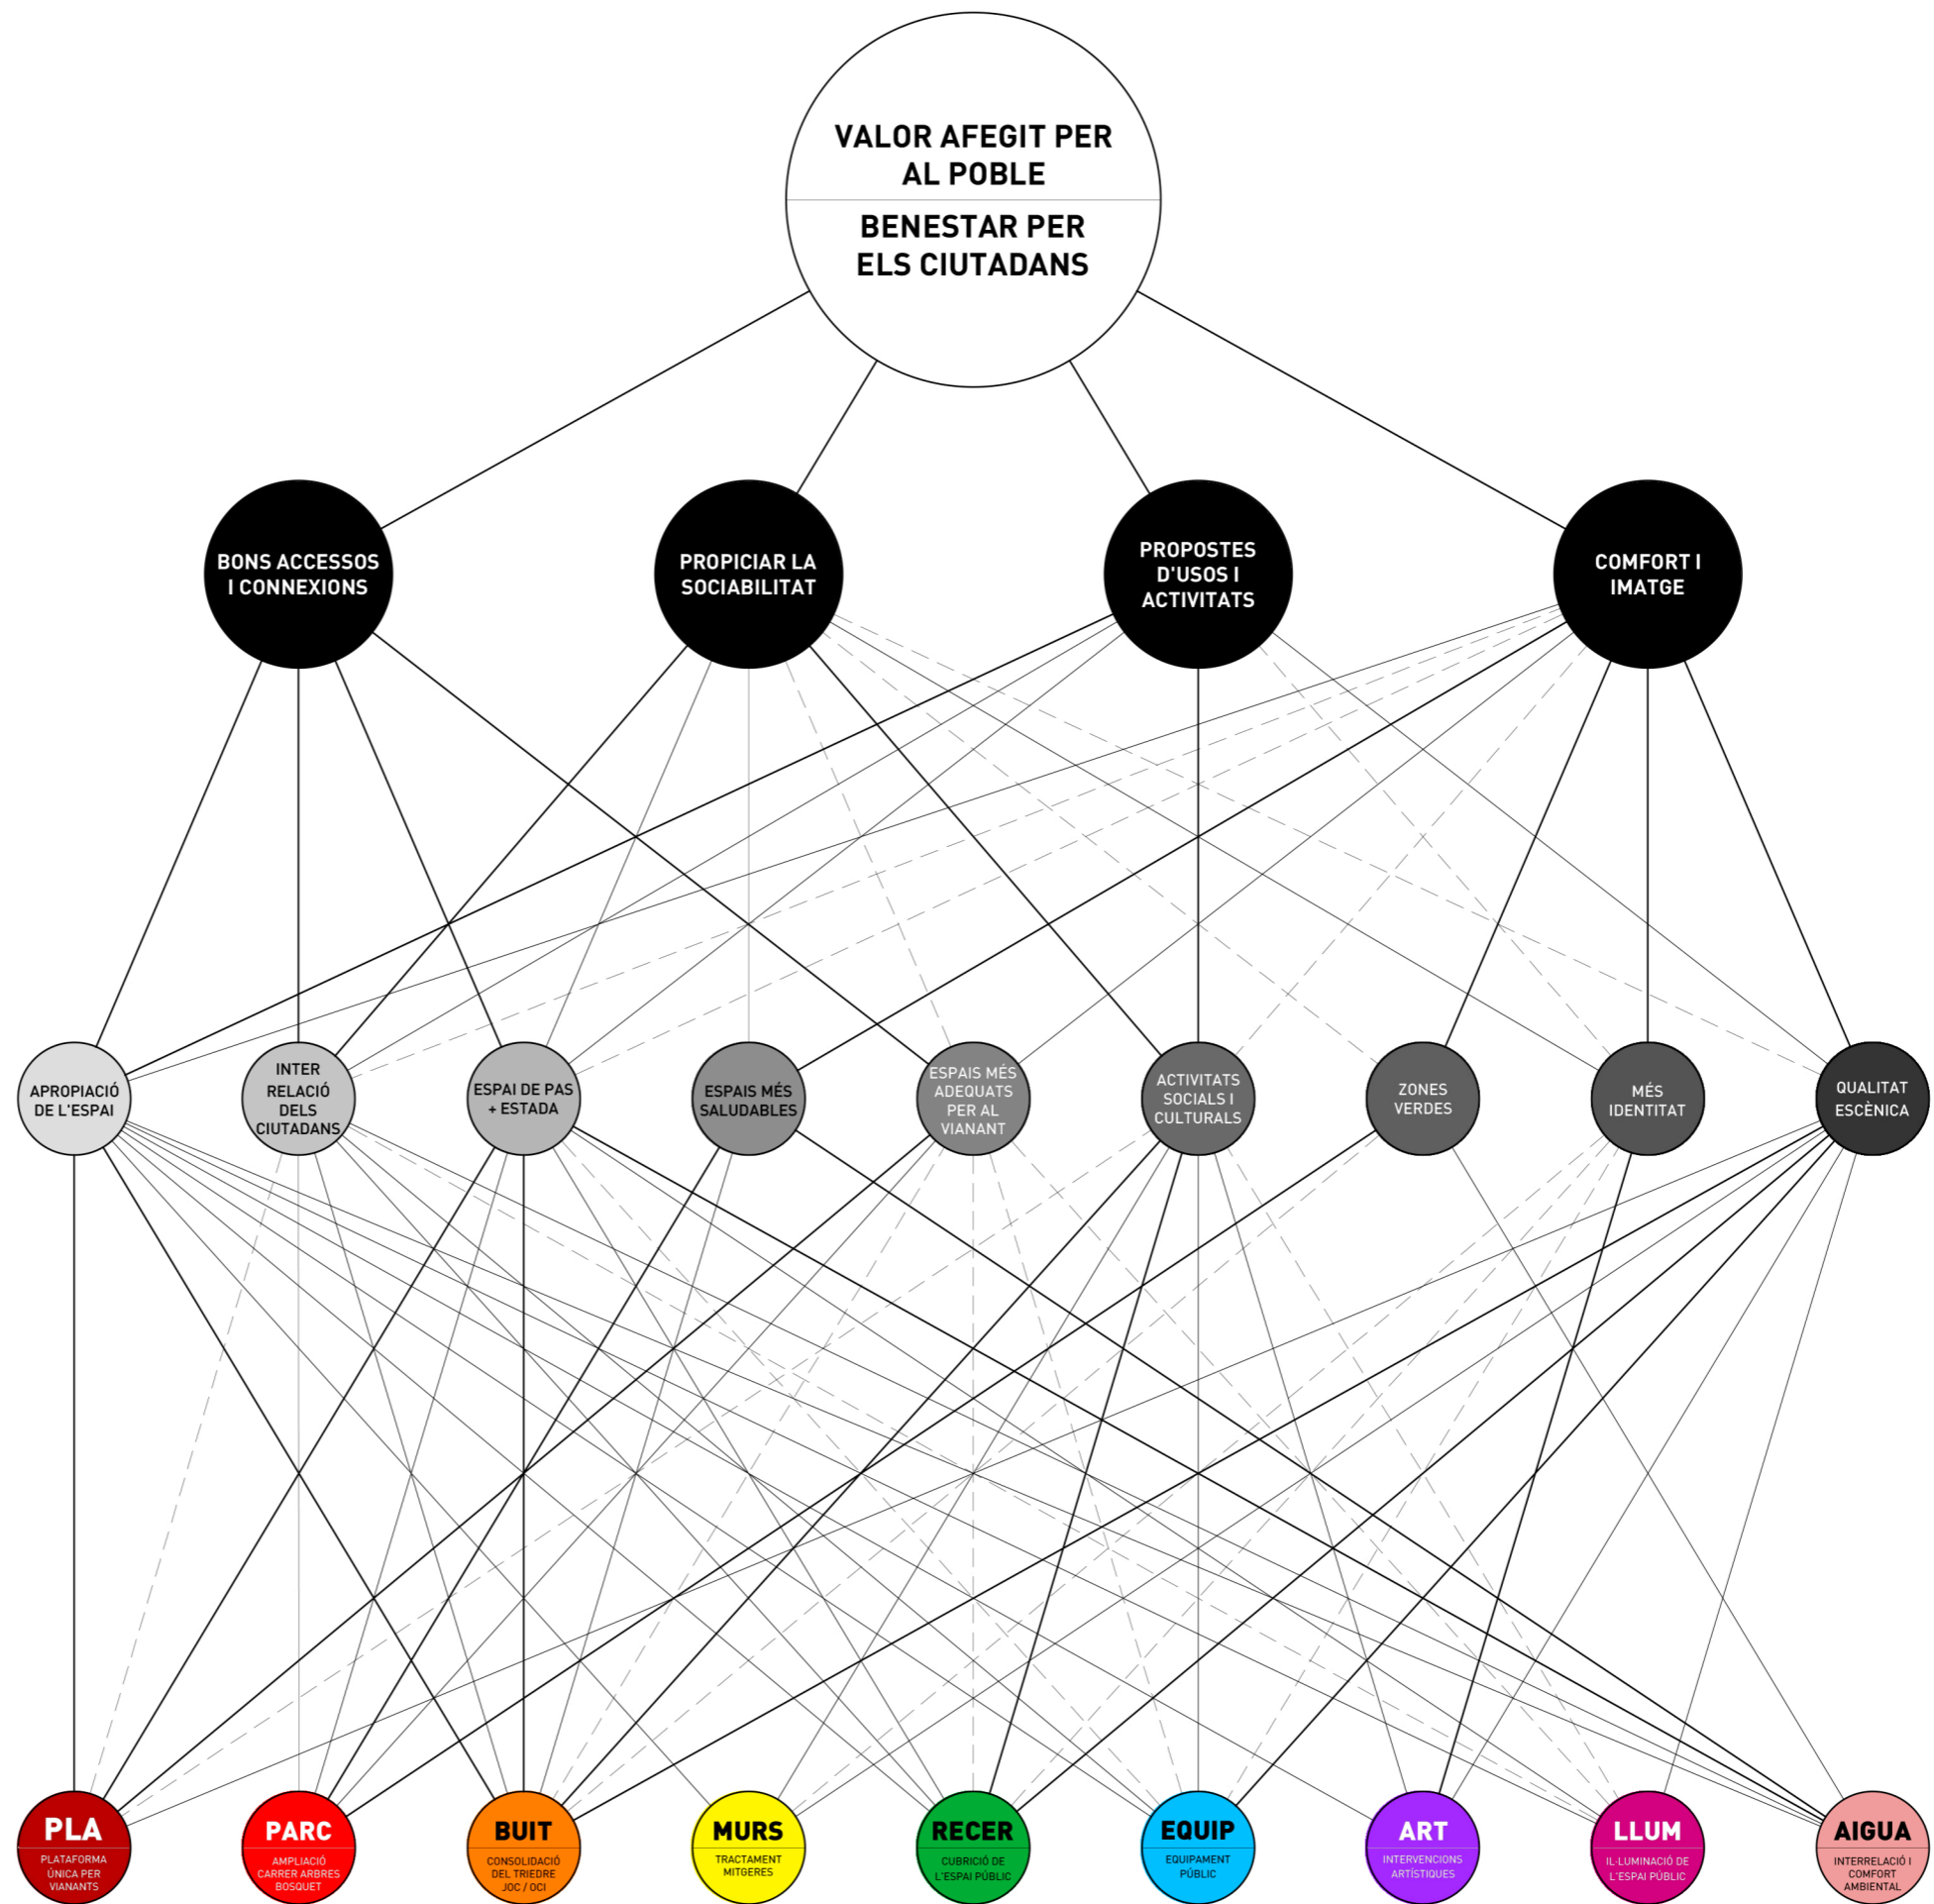 VALOR AFEGIT PER
AL POBLE
BENESTAR PER
ELS CIUTADANS
BONS ACCESSOS
I CONNEXIONS
PROPICIAR LA
SOCIABILITAT
PROPOSTES
D'USOS I
ACTIVITATS
COMFORT I
IMATGE
APROPIACIÓ
DE L'ESPAI
INTER
RELACIÓ
DELS
CIUTADANS
ESPAI DE PAS
+ ESTADA
ESPAIS MÉS
SALUDABLES
ESPAIS MÉS
ADEQUATS
PER AL
VIANANT
ACTIVITATS
SOCIALS I
CULTURALS
ZONES
VERDES
MÉS
IDENTITAT
QUALITAT
ESCÈNICA
PLA
PLATAFORMA
ÚNICA PER
VIANANTS
PARC
AMPLIACIÓ
CARRER ARBRES
BOSQUET
BUIT
CONSOLIDACIÓ
DEL TRIEDRE
JOC / OCI
MURS
TRACTAMENT
MITGERES
RECER
CUBRICIÓ DE
L'ESPAI PÚBLIC
EQUIP
EQUIPAMENT
PÚBLIC
ART
INTERVENCIONS
ARTÍSTIQUES
LLUM
IL·LUMINACIÓ DE
L'ESPAI PÚBLIC
AIGUA
INTERRELACIÓ I
COMFORT
AMBIENTAL